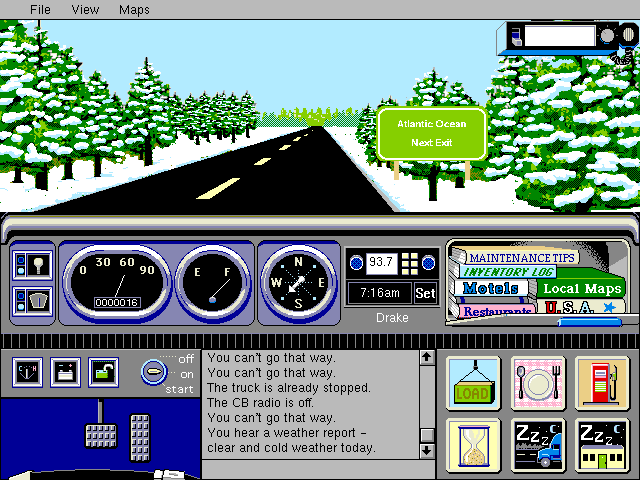 File View Maps
Atlantic Ocean
Next Exit
0 30 60 90
0000016
E F
N
W E
S
93.7
7:16am Set
Drake
MAINTENANCE TIPS
INVENTORY LOG
Motels
Local Maps
Restaurants
U.S.A.
off
on
start
C H
You can't go that way.
You can't go that way.
The truck is already stopped.
The CB radio is off.
You can't go that way.
You hear a weather report –
clear and cold weather today.
LOAD
ZZZ
ZZZ